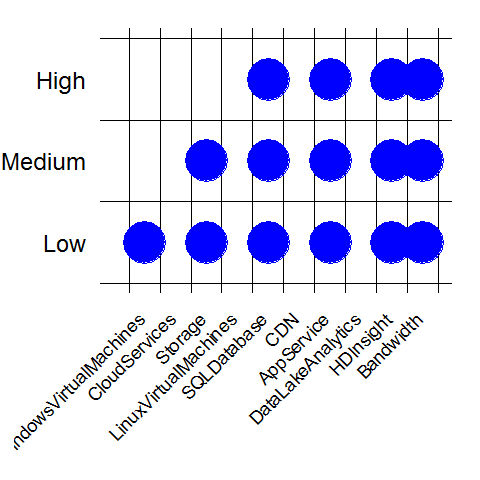 High
Medium
Low
ndowsVirtualMachines
CloudServices
Storage
LinuxVirtualMachines
SQLDatabase
CDN
AppService
DataLakeAnalytics
HDInsight
Bandwidth